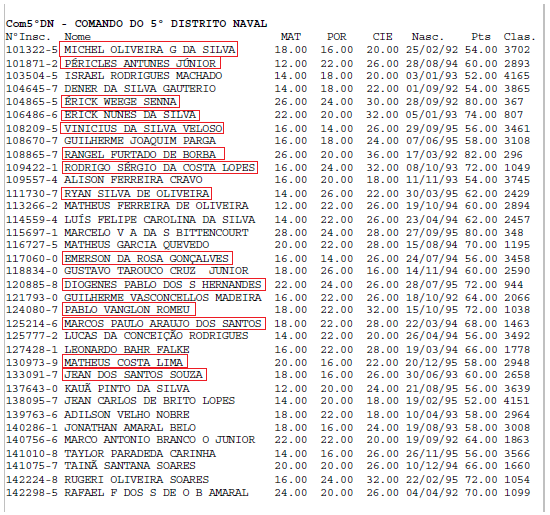 Com5°DN - COMANDO DO 5° DISTRITO NAVAL
N°Insc. Nome MAT POR CIE Nasc. Pts Clas.
101322-5 MICHEL OLIVEIRA G DA SILVA 18.00 16.00 20.00 25/02/92 54.00 3702
101871-2 PÉRICLES ANTUNES JÚNIOR 12.00 22.00 26.00 28/08/94 60.00 2893
103504-5 ISRAEL RODRIGUES MACHADO 14.00 18.00 20.00 03/01/93 52.00 4165
104645-7 DENER DA SILVA GAUTERIO 14.00 18.00 22.00 01/09/92 54.00 3865
104865-5 ÉRICK WEEGE SENNA 26.00 24.00 30.00 28/09/92 80.00 367
106486-6 ERICK NUNES DA SILVA 22.00 20.00 32.00 05/01/93 74.00 807
108209-5 VINICIUS DA SILVA VELOSO 16.00 14.00 26.00 29/09/95 56.00 3461
108670-7 GUILHERME JOAQUIM PARGA 16.00 18.00 24.00 07/06/95 58.00 3108
108865-7 RANGEL FURTADO DE BORBA 26.00 20.00 36.00 17/03/92 82.00 296
109422-1 RODRIGO SÉRGIO DA COSTA LOPES 16.00 24.00 32.00 08/10/93 72.00 1049
109557-4 ALISON FERREIRA CRAVO 16.00 20.00 18.00 11/11/93 54.00 3745
111730-7 RYAN SILVA DE OLIVEIRA 14.00 26.00 22.00 30/03/95 62.00 2429
113266-2 MATHEUS FERREIRA DE OLIVEIRA 12.00 22.00 26.00 19/10/94 60.00 2894
114559-4 LUÍS FELIPE CAROLINA DA SILVA 14.00 22.00 26.00 23/04/94 62.00 2457
115697-1 MARCELO V A DA S BITTENCOURT 28.00 24.00 28.00 27/09/95 80.00 348
116727-5 MATHEUS GARCIA QUEVEDO 20.00 22.00 28.00 15/08/94 70.00 1195
117060-0 EMERSON DA ROSA GONÇALVES 16.00 14.00 26.00 24/07/94 56.00 3458
118834-0 GUSTAVO TAROUCO CRUZ JUNIOR 18.00 26.00 16.00 14/11/94 60.00 2590
120885-8 DIOGENES PABLO DOS S HERNANDES 22.00 24.00 26.00 28/07/95 72.00 944
121793-0 GUILHERME VASCONCELLOS MADEIRA 16.00 22.00 26.00 18/10/92 64.00 2066
124080-7 PABLO VANGLON ROMEU 18.00 22.00 32.00 15/10/95 72.00 1038
125214-6 MARCOS PAULO ARAUJO DOS SANTOS 18.00 22.00 28.00 22/03/94 68.00 1463
125777-2 LUCAS DA CONCEIÇÃO RODRIGUES 14.00 22.00 20.00 26/04/94 56.00 3492
127428-1 LEONARDO BAHR FALKE 16.00 22.00 28.00 19/03/94 66.00 1778
130973-9 MATHEUS COSTA LIMA 20.00 16.00 22.00 20/12/95 58.00 2948
133091-7 JEAN DOS SANTOS SOUZA 18.00 16.00 26.00 30/06/93 60.00 2658
137643-0 KAUÃ PINTO DA SILVA 12.00 20.00 24.00 21/08/95 56.00 3639
138095-7 JEAN CARLOS DE BRITO LOPES 14.00 20.00 18.00 19/02/95 52.00 4151
139763-6 ADILSON VELHO NOBRE 18.00 22.00 18.00 10/04/93 58.00 2964
140286-1 JONATHAN AMARAL BELO 18.00 16.00 24.00 19/08/93 58.00 3008
140756-6 MARCO ANTONIO BRANCO O JUNIOR 22.00 22.00 20.00 19/09/92 64.00 1863
141010-8 TAYLOR PARADEDA CARINHA 14.00 16.00 26.00 26/11/95 56.00 3566
141075-7 TAINÃ SANTANA SOARES 20.00 20.00 26.00 10/12/94 66.00 1660
142224-8 RUGERI OLIVEIRA SOARES 16.00 24.00 32.00 22/02/95 72.00 1054
142298-5 RAFAEL F DOS S DE O B AMARAL 24.00 20.00 26.00 04/04/92 70.00 1099